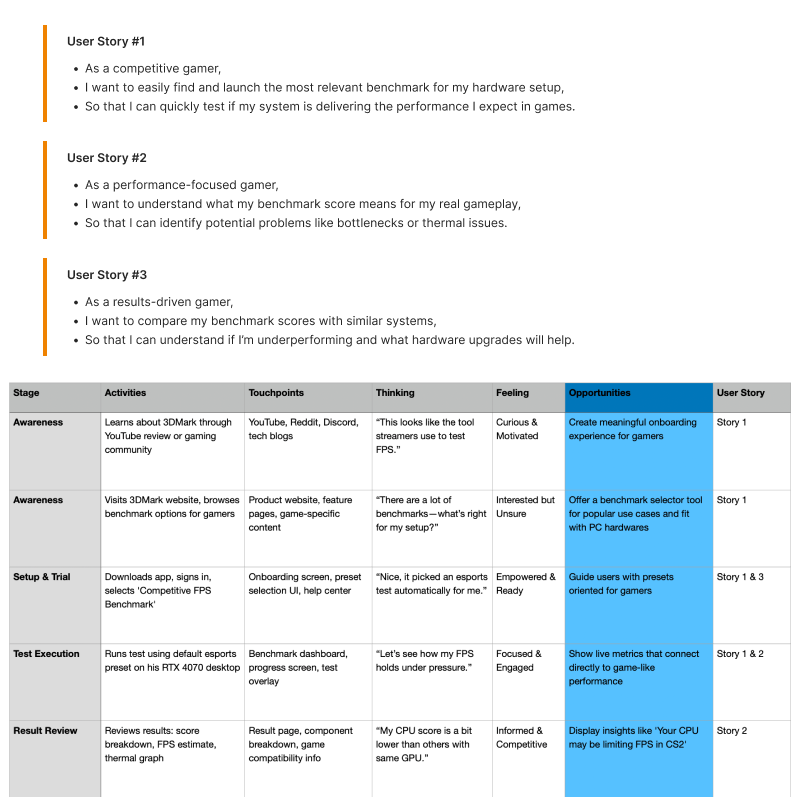 User Story #1
• As a competitive gamer,
• I want to easily find and launch the most relevant benchmark for my hardware setup,
• So that I can quickly test if my system is delivering the performance I expect in games.
User Story #2
• As a performance-focused gamer,
• I want to understand what my benchmark score means for my real gameplay,
• So that I can identify potential problems like bottlenecks or thermal issues.
User Story #3
• As a results-driven gamer,
• I want to compare my benchmark scores with similar systems,
• So that I can understand if I'm underperforming and what hardware upgrades will help.
Stage
Activities
Touchpoints
Thinking
Feeling
Opportunities
User Story
Awareness
Learns about 3DMark through
YouTube review or gaming
community
YouTube, Reddit, Discord,
tech blogs
“This looks like the tool
streamers use to test
FPS.”
Curious &
Motivated
Create meaningful onboarding
experience for gamers
Story 1
Awareness
Visits 3DMark website, browses
benchmark options for gamers
Product website, feature
pages, game-specific
content
“There are a lot of
benchmarks—what's right
for my setup?”
Interested but
Unsure
Offer a benchmark selector tool
for popular use cases and fit
with PC hardwares
Story 1
Setup & Trial
Downloads app, signs in,
selects 'Competitive FPS
Benchmark'
Onboarding screen, preset
selection UI, help center
“Nice, it picked an esports
test automatically for me.”
Empowered &
Ready
Guide users with presets
oriented for gamers
Story 1 & 3
Test Execution
Runs test using default esports
preset on his RTX 4070 desktop
Benchmark dashboard,
progress screen, test
overlay
“Let's see how my FPS
holds under pressure.”
Focused &
Engaged
Show live metrics that connect
directly to game-like
performance
Story 1 & 2
Result Review
Reviews results: score
breakdown, FPS estimate,
thermal graph
Result page, component
breakdown, game
compatibility info
“My CPU score is a bit
lower than others with
same GPU.”
Informed &
Competitive
Display insights like 'Your CPU
may be limiting FPS in CS2'
Story 2